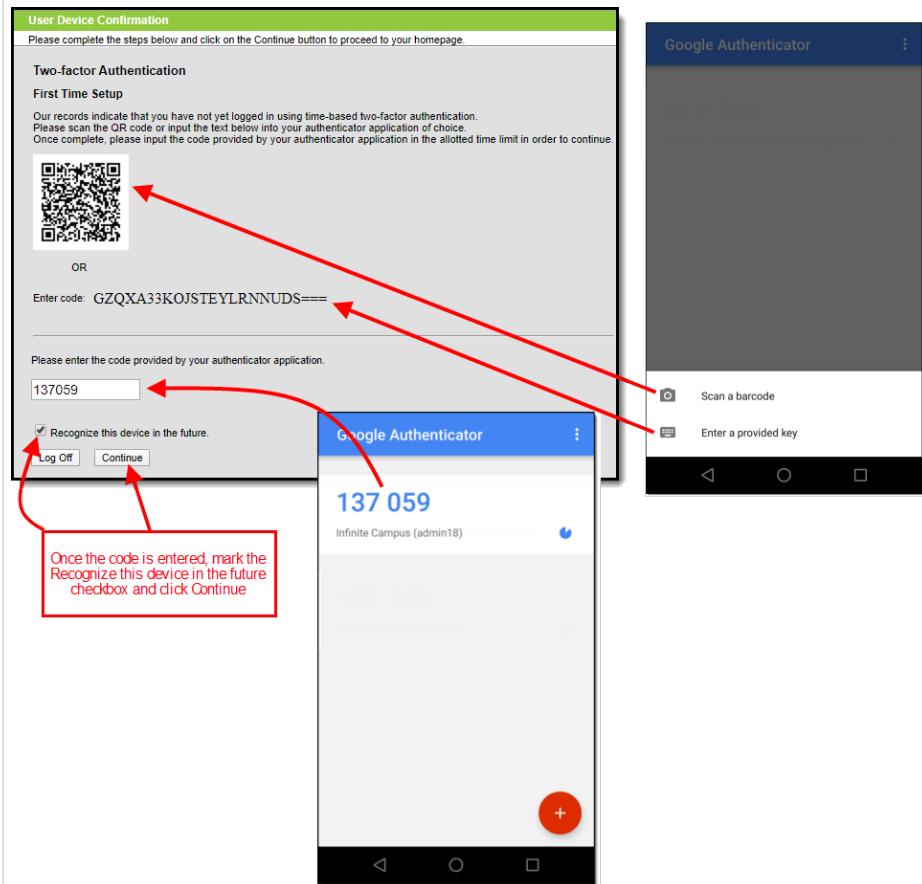 User Device Confirmation
Please complete the steps below and click on the Continue button to proceed to your homepage.
Two-factor Authentication
First Time Setup
Our records indicate that you have not yet logged in using time-based two-factor authentication.
Please scan the QR code or input the text below into your authenticator application of choice.
Once complete, please input the code provided by your authenticator application in the allotted time limit in order to continue.
OR
Enter code: GZQXA33KOJSTEYLRNNUDS===
Please enter the code provided by your authenticator application.
137059
Recognize this device in the future.
Log Off Continue
Once the code is entered, mark the
Recognize this device in the future
checkbox and click Continue
Google Authenticator
137 059
Infinite Campus (admin18)
+
Google Authenticator
Scan a barcode
Enter a provided key